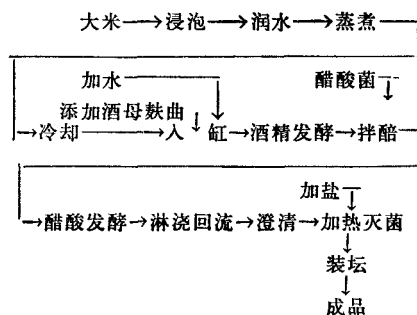 大米→浸泡→润水→蒸煮
加水 醋酸菌
添加酒母麸曲
冷却→入缸→酒精发酵→拌醅
加盐
醋酸发酵→淋浇回流→澄清→加热灭菌
装坛
成品